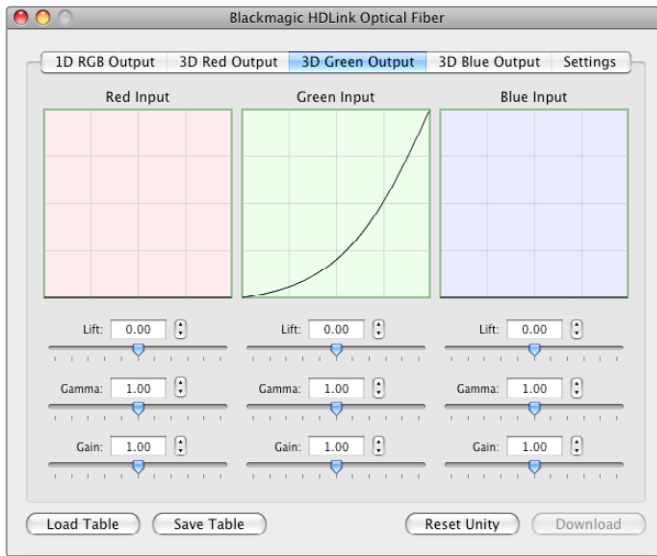 Blackmagic HDLink Optical Fiber
1D RGB Output 3D Red Output 3D Green Output 3D Blue Output Settings
Red Input Green Input Blue Input
Lift: 0.00 Lift: 0.00 Lift: 0.00
Gamma: 1.00 Gamma: 1.00 Gamma: 1.00
Gain: 1.00 Gain: 1.00 Gain: 1.00
Load Table Save Table Reset Unity Download